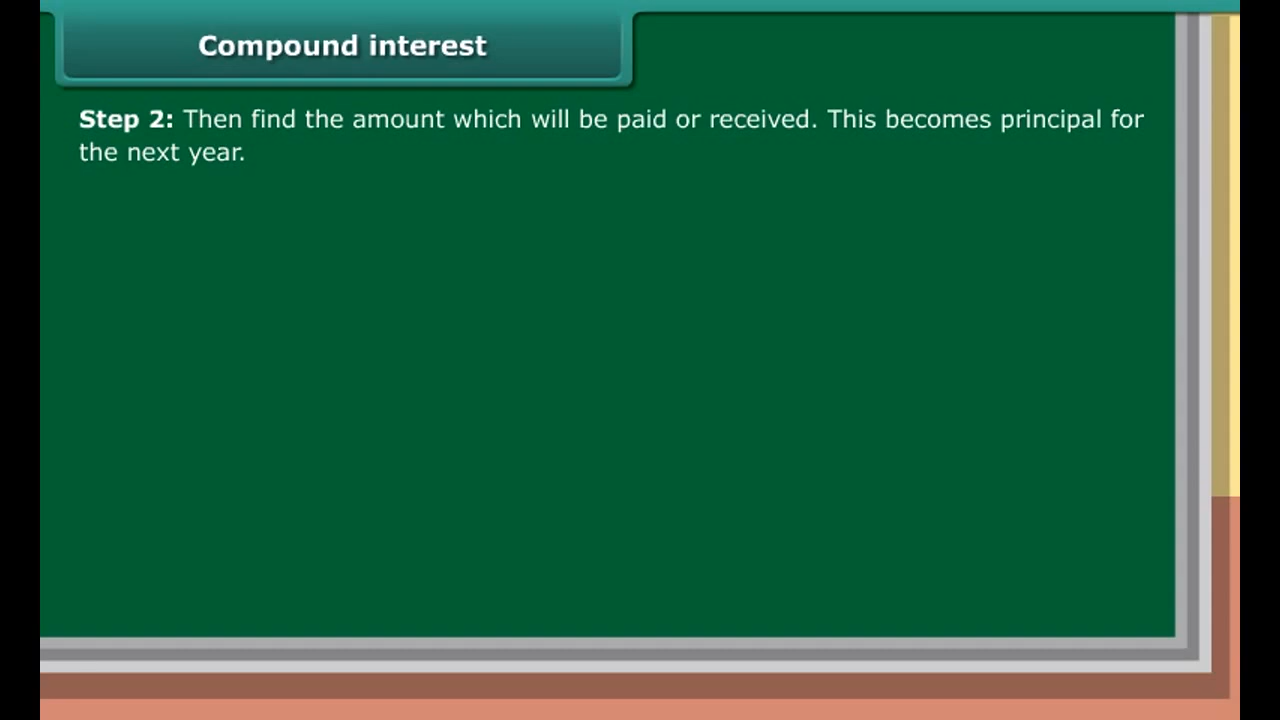 Compound interest
Step 2: Then find the amount which will be paid or received. This becomes principal for
the next year.